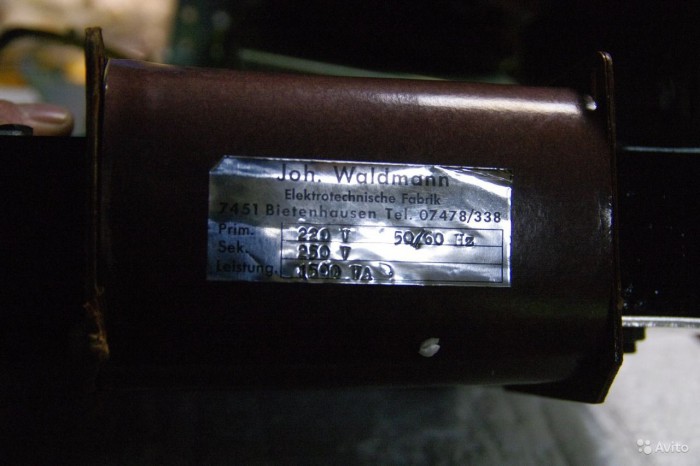 Joh. Waldmann
Elektrotechnische Fabrik
7451 Bietenhausen Tel. 07478/338
Prim. 220 V 50/60 Hz
Sek. 250 V
Leistung. 1500 VA
Avito